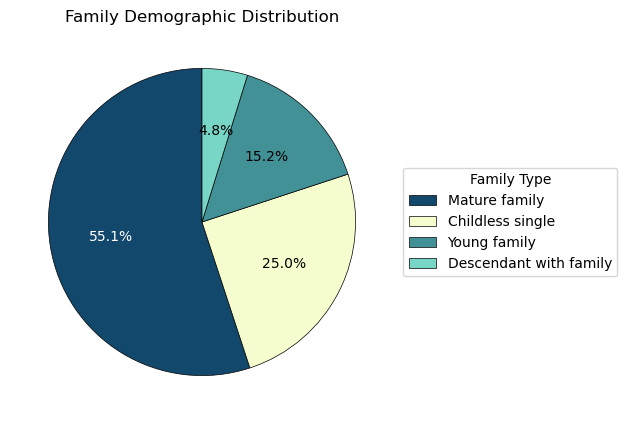 Family Demographic Distribution
4.8%
15.2%
55.1%
25.0%
Family Type
Mature family
Childless single
Young family
Descendant with family